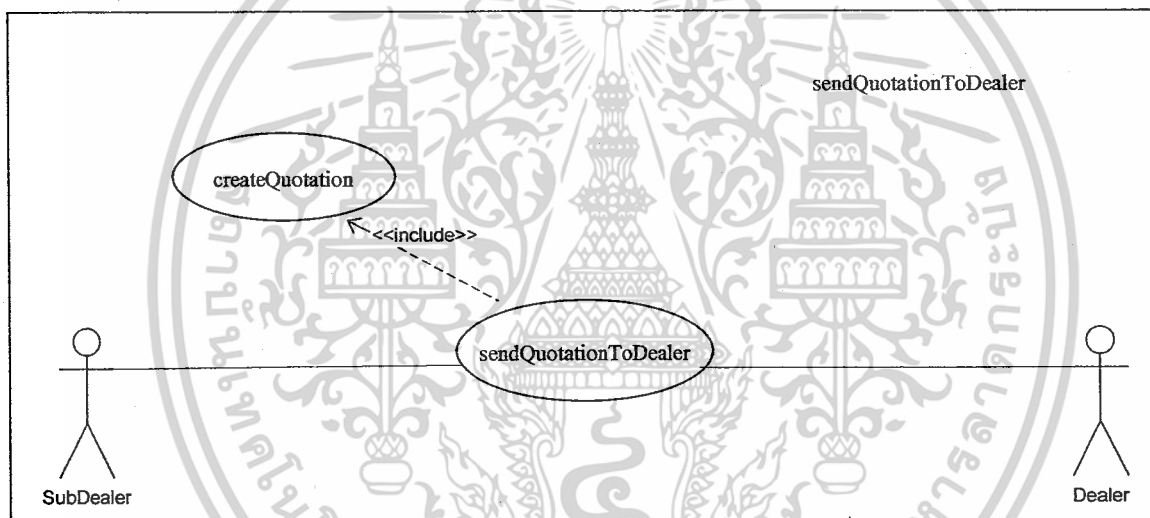 sendQuotationToDealer
createQuotation
<<include>>
sendQuotationToDealer
SubDealer
Dealer